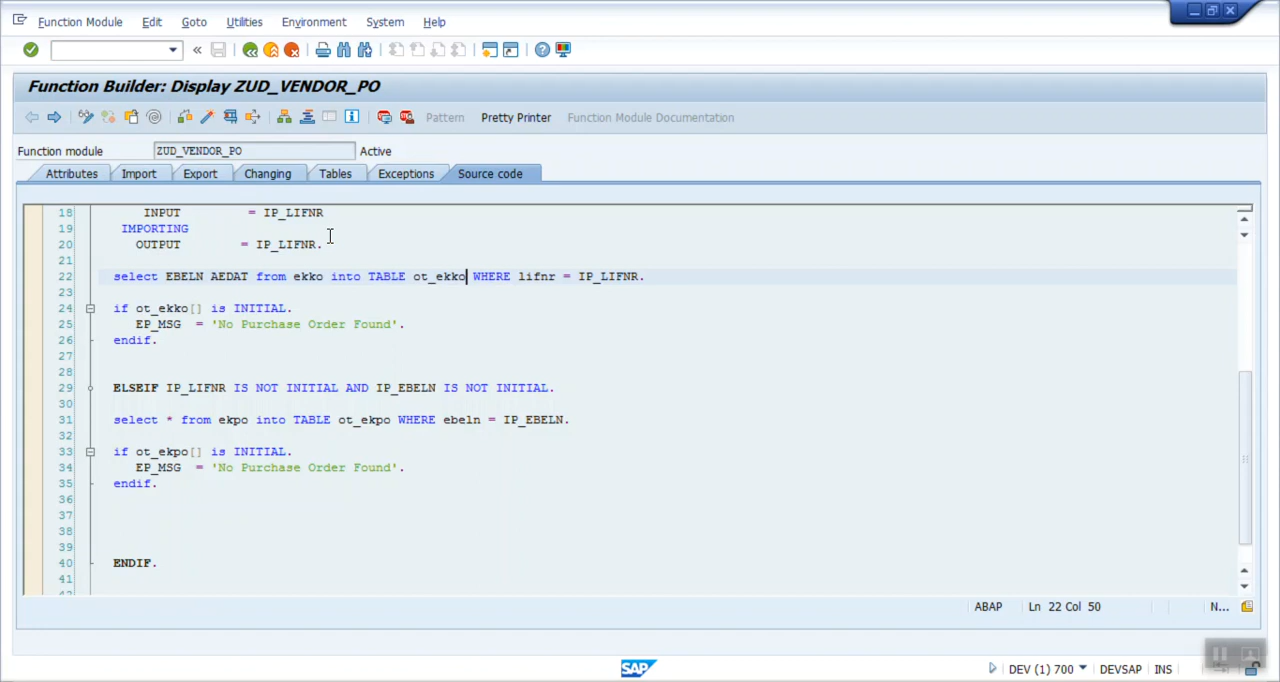 Function Module Edit Goto Utilities Environment System Help
Function Builder: Display ZUD_VENDOR_PO
Pattern Pretty Printer Function Module Documentation
Function module ZUD_VENDOR_PO Active
Attributes Import Export Changing Tables Exceptions Source code
18 INPUT = IP_LIFNR
19 IMPORTING
20 OUTPUT = IP_LIFNR.
21
22 select EBELN AEDAT from ekko into TABLE ot_ekko WHERE lifnr = IP_LIFNR.
23
24 if ot_ekko[] is INITIAL.
25 EP_MSG = 'No Purchase Order Found'.
26 endif.
27
28
29 ELSEIF IP_LIFNR IS NOT INITIAL AND IP_EBELN IS NOT INITIAL.
30
31 select * from ekpo into TABLE ot_ekpo WHERE ebeln = IP_EBELN.
32
33 if ot_ekpo[] is INITIAL.
34 EP_MSG = 'No Purchase Order Found'.
35 endif.
36
37
38
39
40 ENDIF.
41
ABAP Ln 22 Col 50 N...
SAP DEV (1) 700 DEVSAP INS